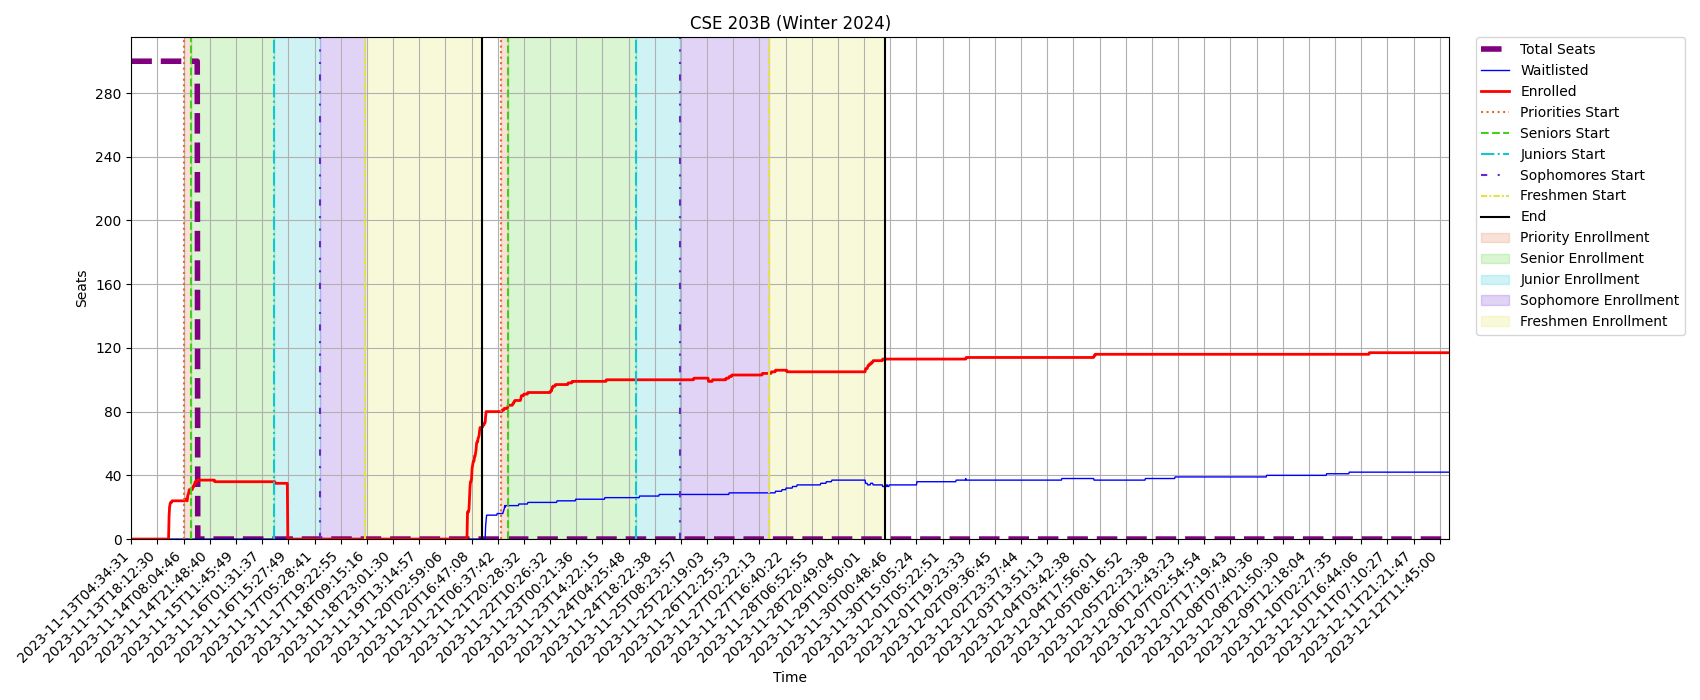 CSE 203B (Winter 2024)
Seats
280
240
200
160
120
80
40
0
2023-11-13T04:34:31
2023-11-13T18:12:30
2023-11-14T08:04:46
2023-11-14T21:48:40
2023-11-15T11:45:49
2023-11-16T01:31:37
2023-11-16T15:27:49
2023-11-17T05:28:41
2023-11-17T19:22:55
2023-11-18T09:15:16
2023-11-18T23:01:30
2023-11-19T13:14:57
2023-11-20T02:59:06
2023-11-20T16:47:08
2023-11-21T06:37:42
2023-11-21T20:28:32
2023-11-22T10:26:32
2023-11-23T00:21:36
2023-11-23T14:22:15
2023-11-24T04:25:48
2023-11-24T18:22:38
2023-11-25T08:23:57
2023-11-25T22:19:03
2023-11-26T12:25:53
2023-11-27T02:22:13
2023-11-27T16:40:22
2023-11-28T06:52:55
2023-11-28T20:49:04
2023-11-29T10:50:01
2023-11-30T00:48:46
2023-11-30T15:05:24
2023-12-01T05:22:51
2023-12-01T19:23:33
2023-12-02T09:36:45
2023-12-02T23:37:44
2023-12-03T13:51:13
2023-12-04T03:42:38
2023-12-04T17:56:01
2023-12-05T08:16:52
2023-12-05T22:23:38
2023-12-06T12:43:23
2023-12-07T02:54:54
2023-12-07T17:19:43
2023-12-08T07:40:36
2023-12-08T21:50:30
2023-12-09T12:18:04
2023-12-10T02:27:35
2023-12-10T16:44:06
2023-12-11T07:10:27
2023-12-11T21:21:47
2023-12-12T11:45:00
Time
Total Seats
Waitlisted
Enrolled
Priorities Start
Seniors Start
Juniors Start
Sophomores Start
Freshmen Start
End
Priority Enrollment
Senior Enrollment
Junior Enrollment
Sophomore Enrollment
Freshmen Enrollment